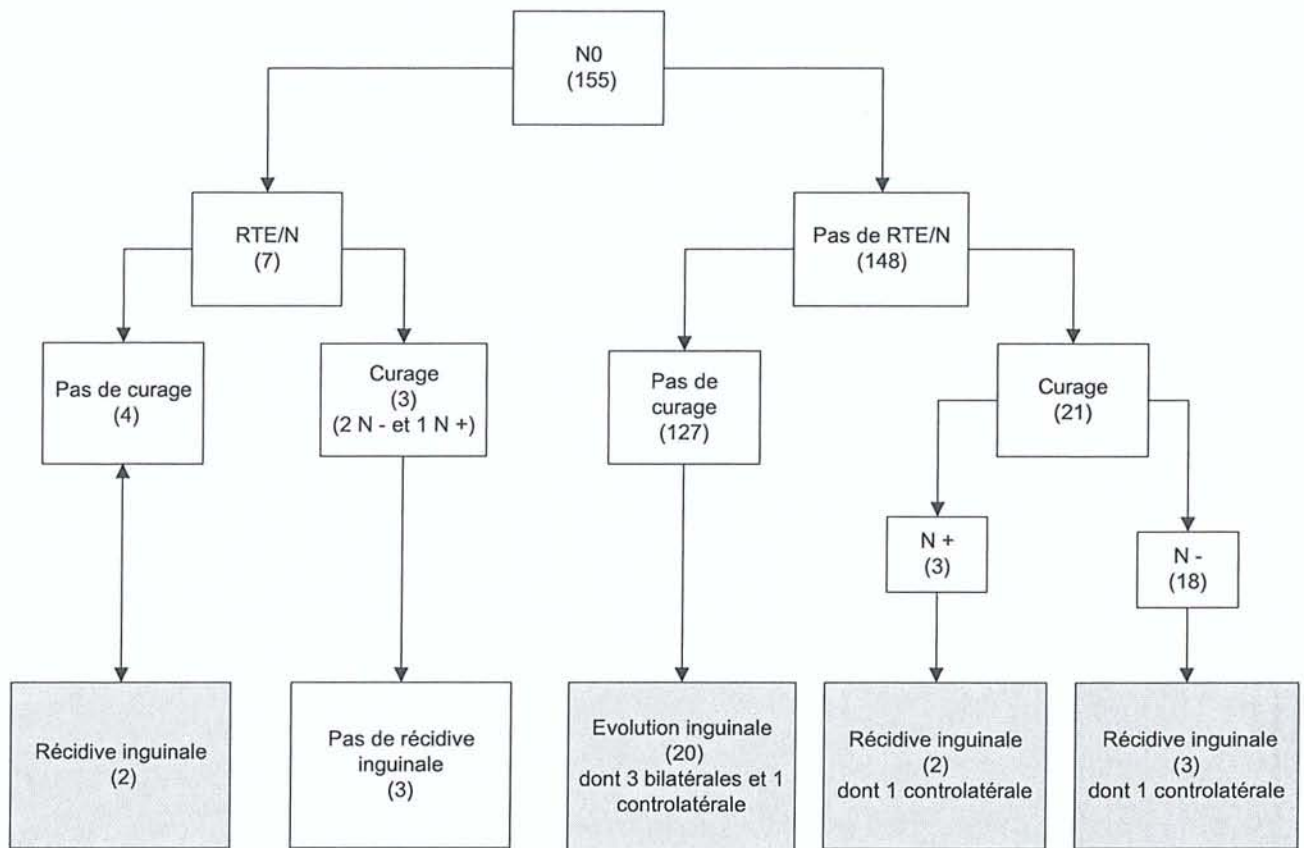 N0
(155)
RTE/N
(7)
Pas de RTE/N
(148)
Pas de curage
(4)
Curage
(3)
(2 N - et 1 N +)
Pas de
curage
(127)
Curage
(21)
N +
(3)
N -
(18)
Récidive inguinale
(2)
Pas de récidive
inguinale
(3)
Evolution inguinale
(20)
dont 3 bilatérales et 1
controlatérale
Récidive inguinale
(2)
dont 1 controlatérale
Récidive inguinale
(3)
dont 1 controlatérale